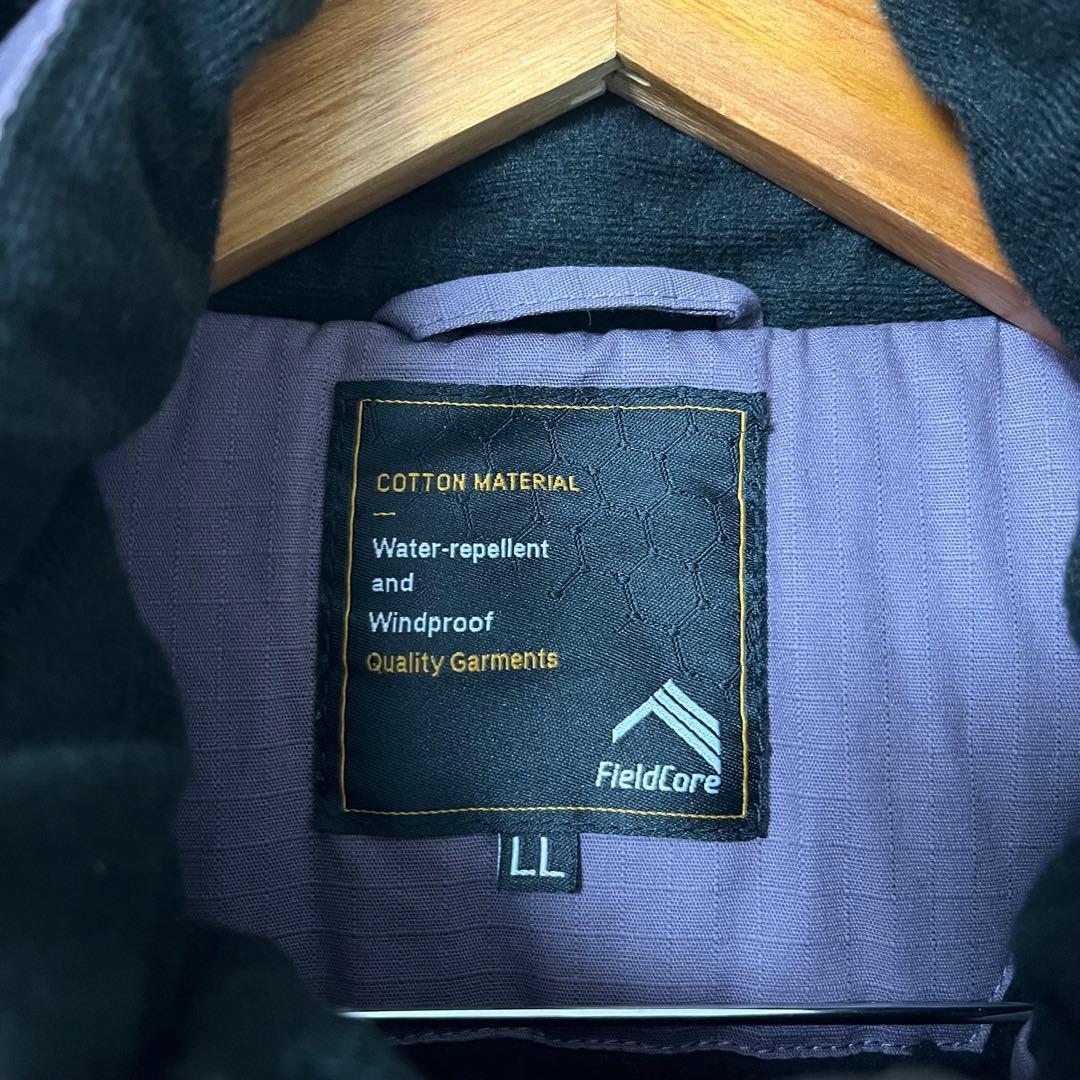 COTTON MATERIAL
Water-repellent
and
Windproof
Quality Garments
FieldCore
LL